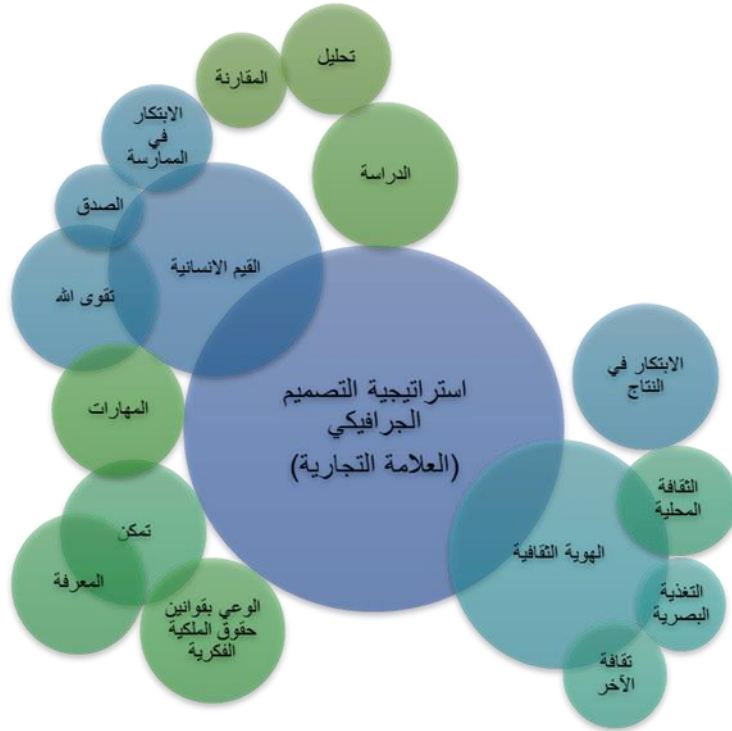 تحليل
المقارنة
الابتكار
في
الممارسة
الدراسة
الصدق
القيم الانسانية
تقوى الله
الابتكار في
النتاج
استراتيجية التصميم
الجرافيكي
(العلامة التجارية)
المهارات
الثقافة
المحلية
تمكن
الهوية الثقافية
المعرفة
التغذية
البصرية
الوعي بقوانين
حقوق الملكية
الفكرية
ثقافة
الآخر